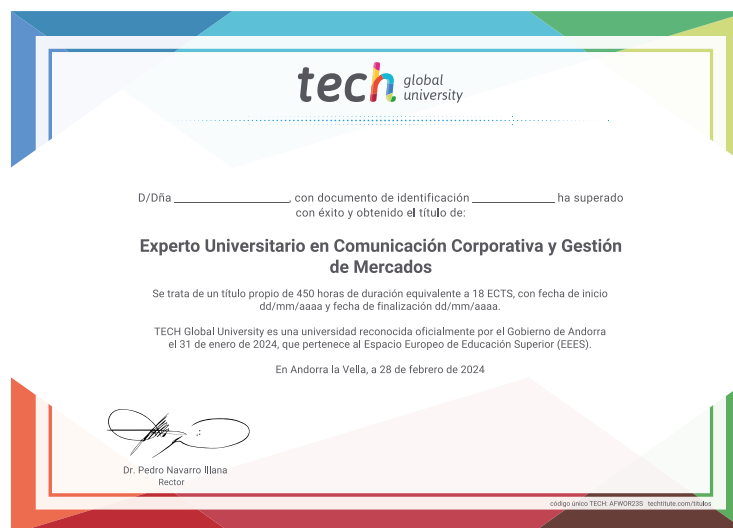 tech global
university
D/Dña ____________________, con documento de identificación ______________ ha superado
con éxito y obtenido el título de:
Experto Universitario en Comunicación Corporativa y Gestión
de Mercados
Se trata de un título propio de 450 horas de duración equivalente a 18 ECTS, con fecha de inicio
dd/mm/aaaa y fecha de finalización dd/mm/aaaa.
TECH Global University es una universidad reconocida oficialmente por el Gobierno de Andorra
el 31 de enero de 2024, que pertenece al Espacio Europeo de Educación Superior (EEES).
En Andorra la Vella, a 28 de febrero de 2024
Dr. Pedro Navarro Illana
Rector
código único TECH: AFWOR23S techtitute.com/titulos